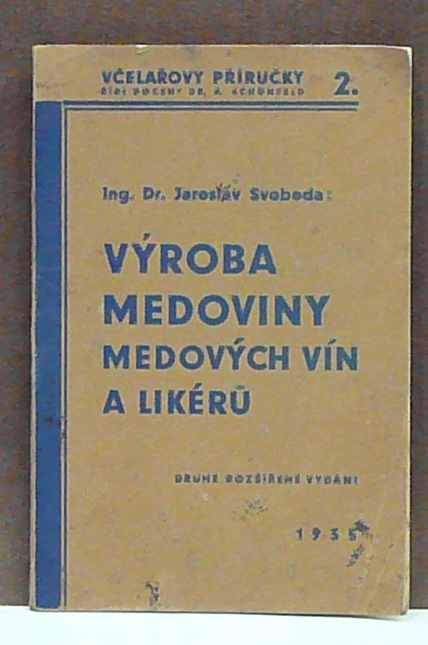 VČELAŘOVY PŘÍRUČKY 2.
ŘÍDÍ DOCENT DR. A. SCHÖNFELD
Ing. Dr. Jaroslav Svoboda:
VÝROBA
MEDOVINY
MEDOVÝCH VÍN
A LIKÉRŮ
DRUHÉ ROZŠÍŘENÉ VYDÁNÍ
1935